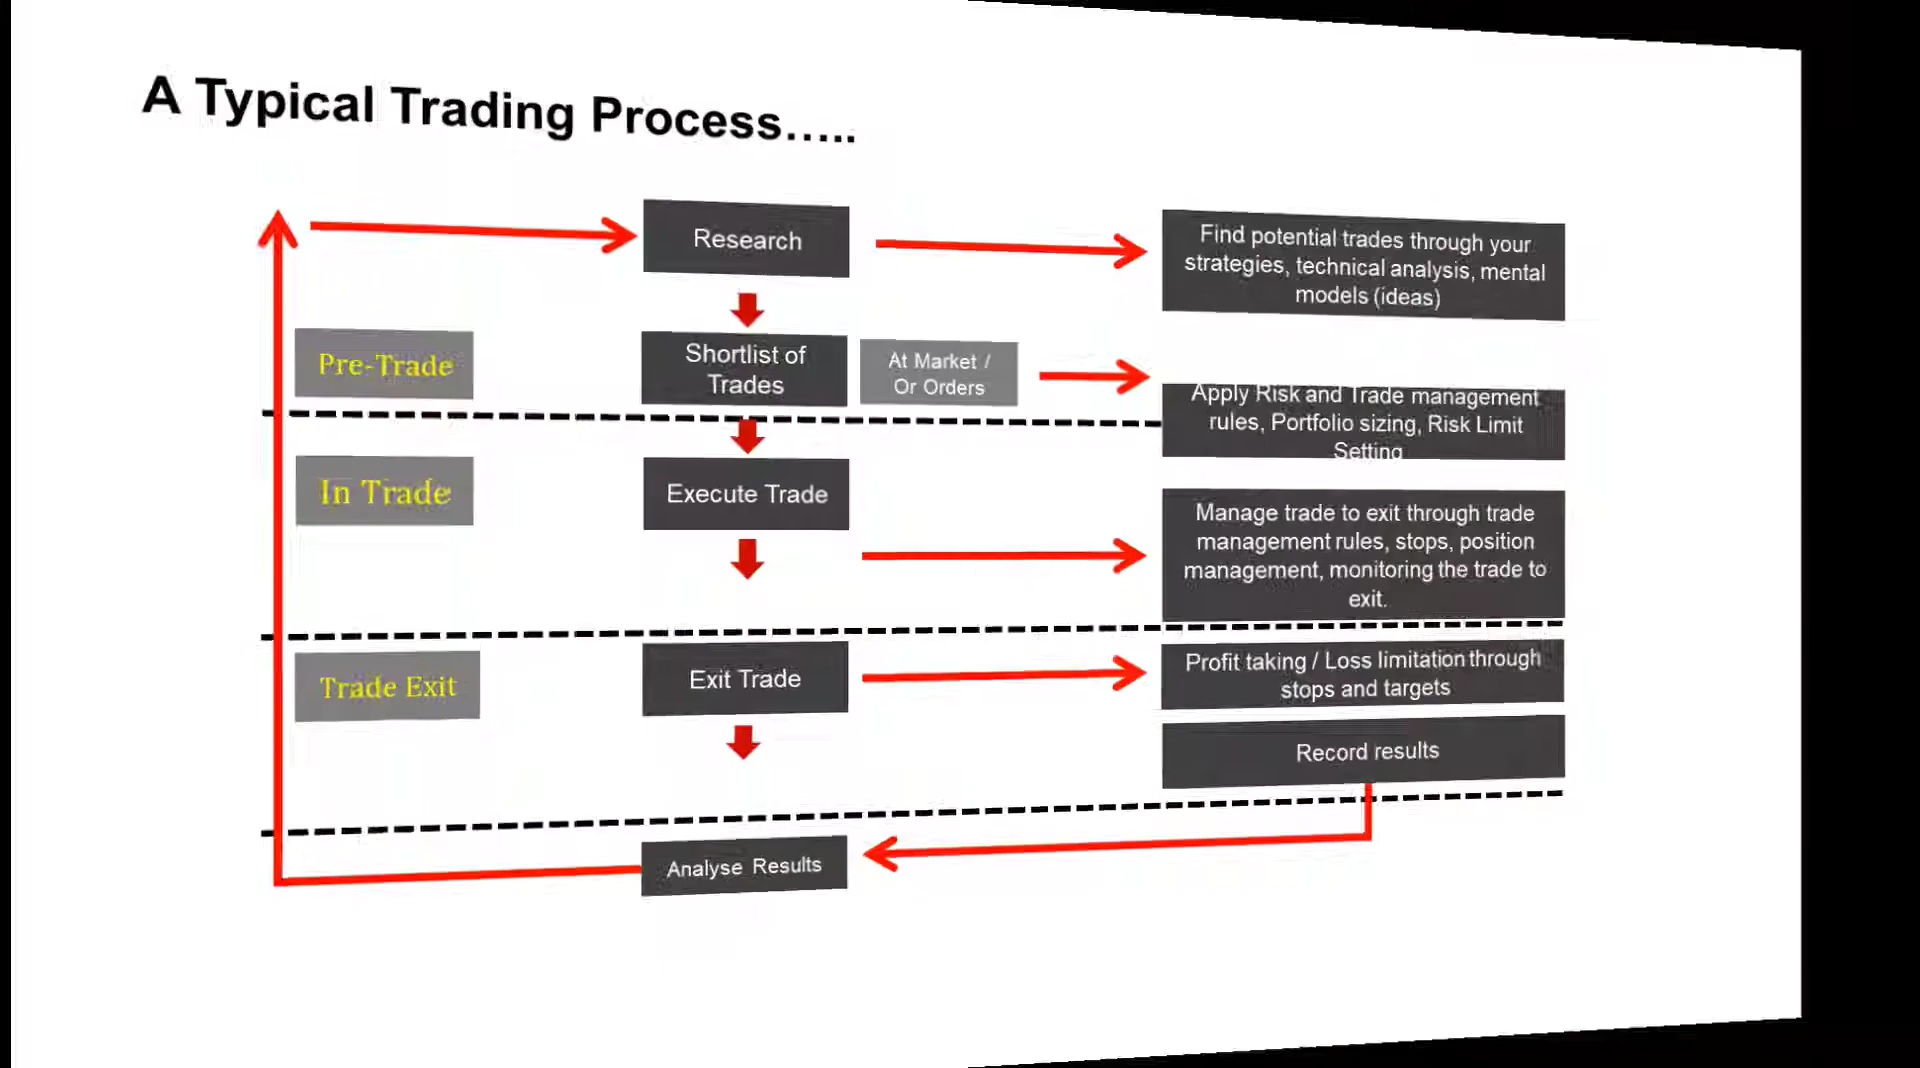 A Typical Trading Process.....
Research
Find potential trades through your
strategies, technical analysis, mental
models (ideas)
Pre-Trade
Shortlist of
Trades
At Market /
Or Orders
Apply Risk and Trade management
rules, Portfolio sizing, Risk Limit
Setting
In Trade
Execute Trade
Manage trade to exit through trade
management rules, stops, position
management, monitoring the trade to
exit.
Trade Exit
Exit Trade
Profit taking / Loss limitation through
stops and targets
Record results
Analyse Results